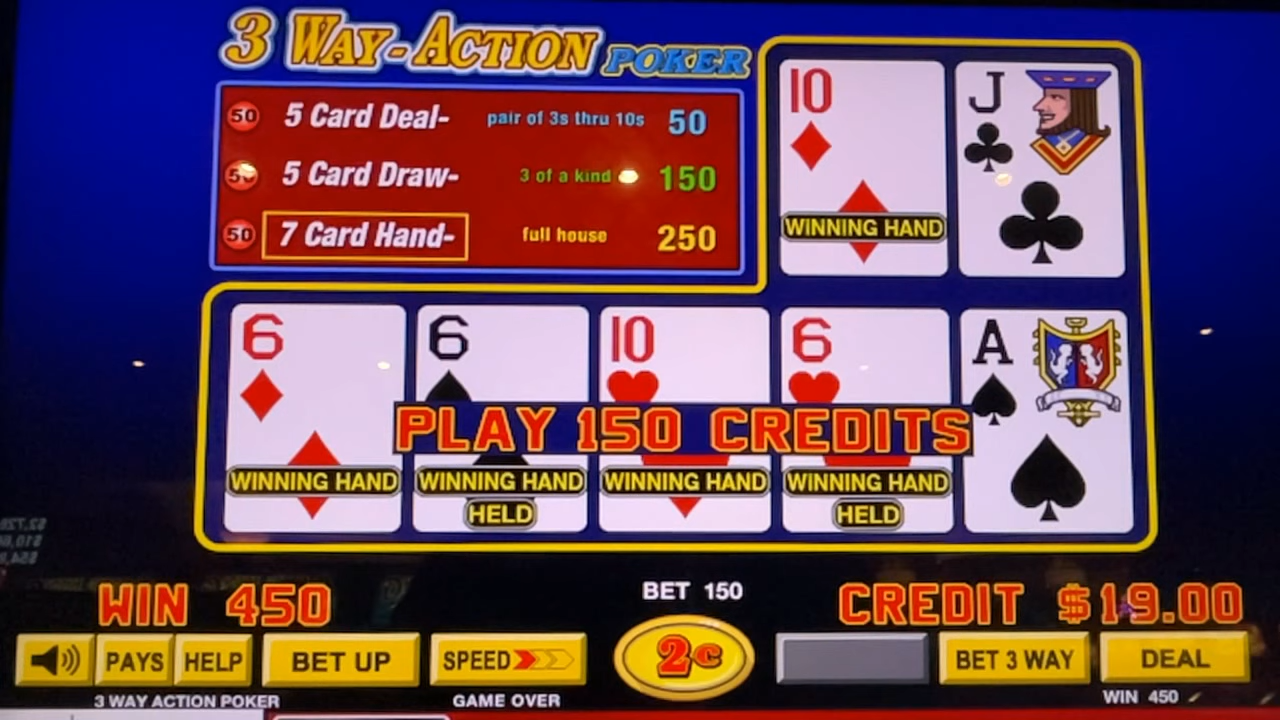 3 WAY-ACTION POKER
50 5 Card Deal- pair of 3s thru 10s 50
5 Card Draw- 3 of a kind 150
50 7 Card Hand- full house 250
10
WINNING HAND
J
6
WINNING HAND
6
WINNING HAND
HELD
10
WINNING HAND
6
WINNING HAND
HELD
A
PLAY 150 CREDITS
WIN 450
BET 150
CREDIT $19.00
PAYS
HELP
BET UP
SPEED
2¢
BET 3 WAY
DEAL
3 WAY ACTION POKER
GAME OVER
WIN 450